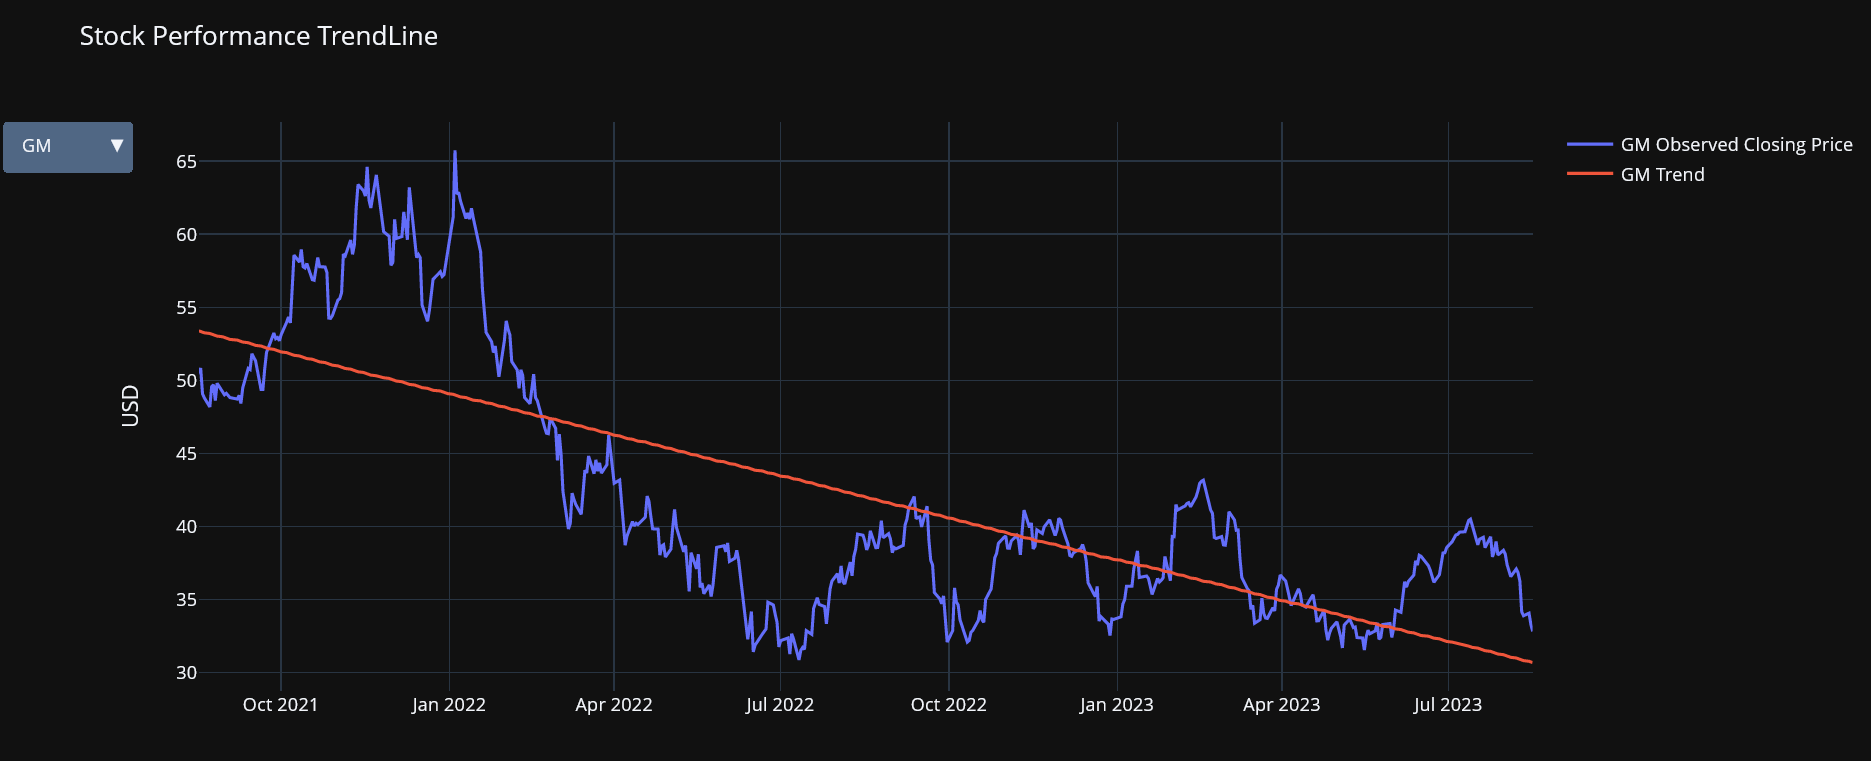 Stock Performance TrendLine
GM ▼
GM Observed Closing Price
GM Trend
65
60
55
50
45
40
35
30
USD
Oct 2021
Jan 2022
Apr 2022
Jul 2022
Oct 2022
Jan 2023
Apr 2023
Jul 2023